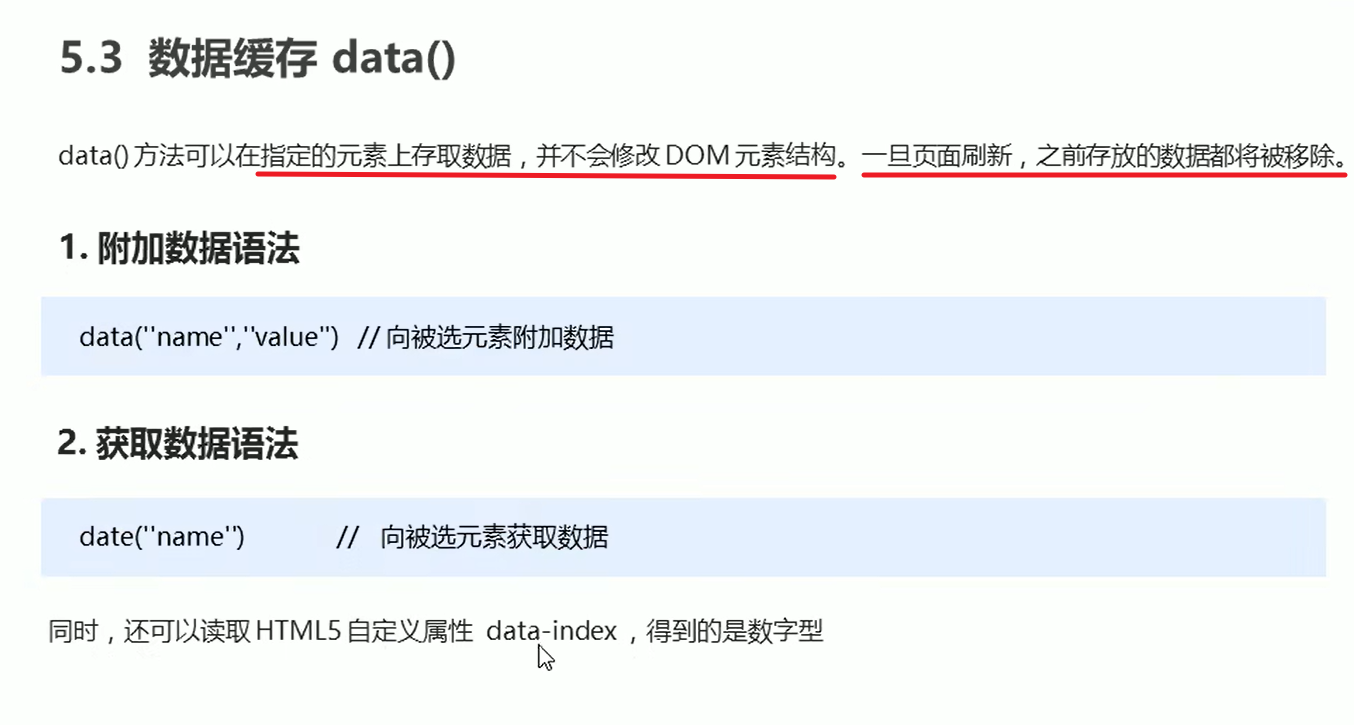 5.3 数据缓存 data()
data()方法可以在指定的元素上存取数据，并不会修改 DOM 元素结构。一旦页面刷新，之前存放的数据都将被移除。
1. 附加数据语法
data(''name'',''value'') // 向被选元素附加数据
2. 获取数据语法
date(''name'') // 向被选元素获取数据
同时，还可以读取 HTML5 自定义属性 data-index ，得到的是数字型